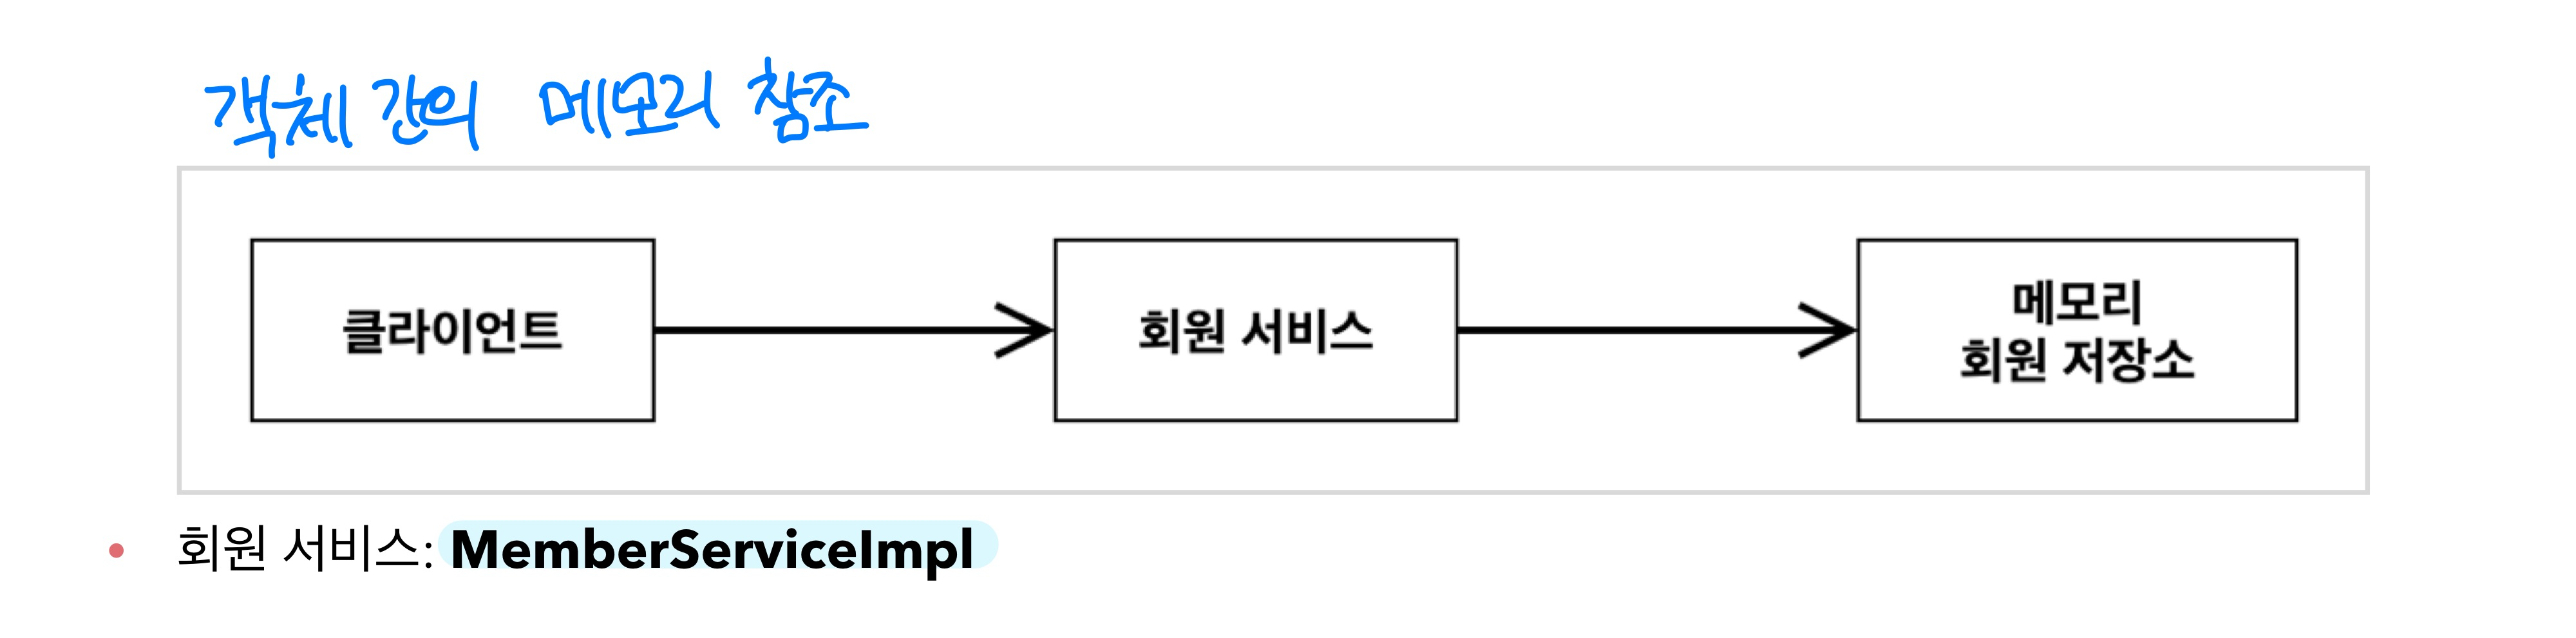 객체 간의 메모리 참조
클라이언트
회원 서비스
메모리
회원 저장소
회원 서비스: MemberServiceImpl